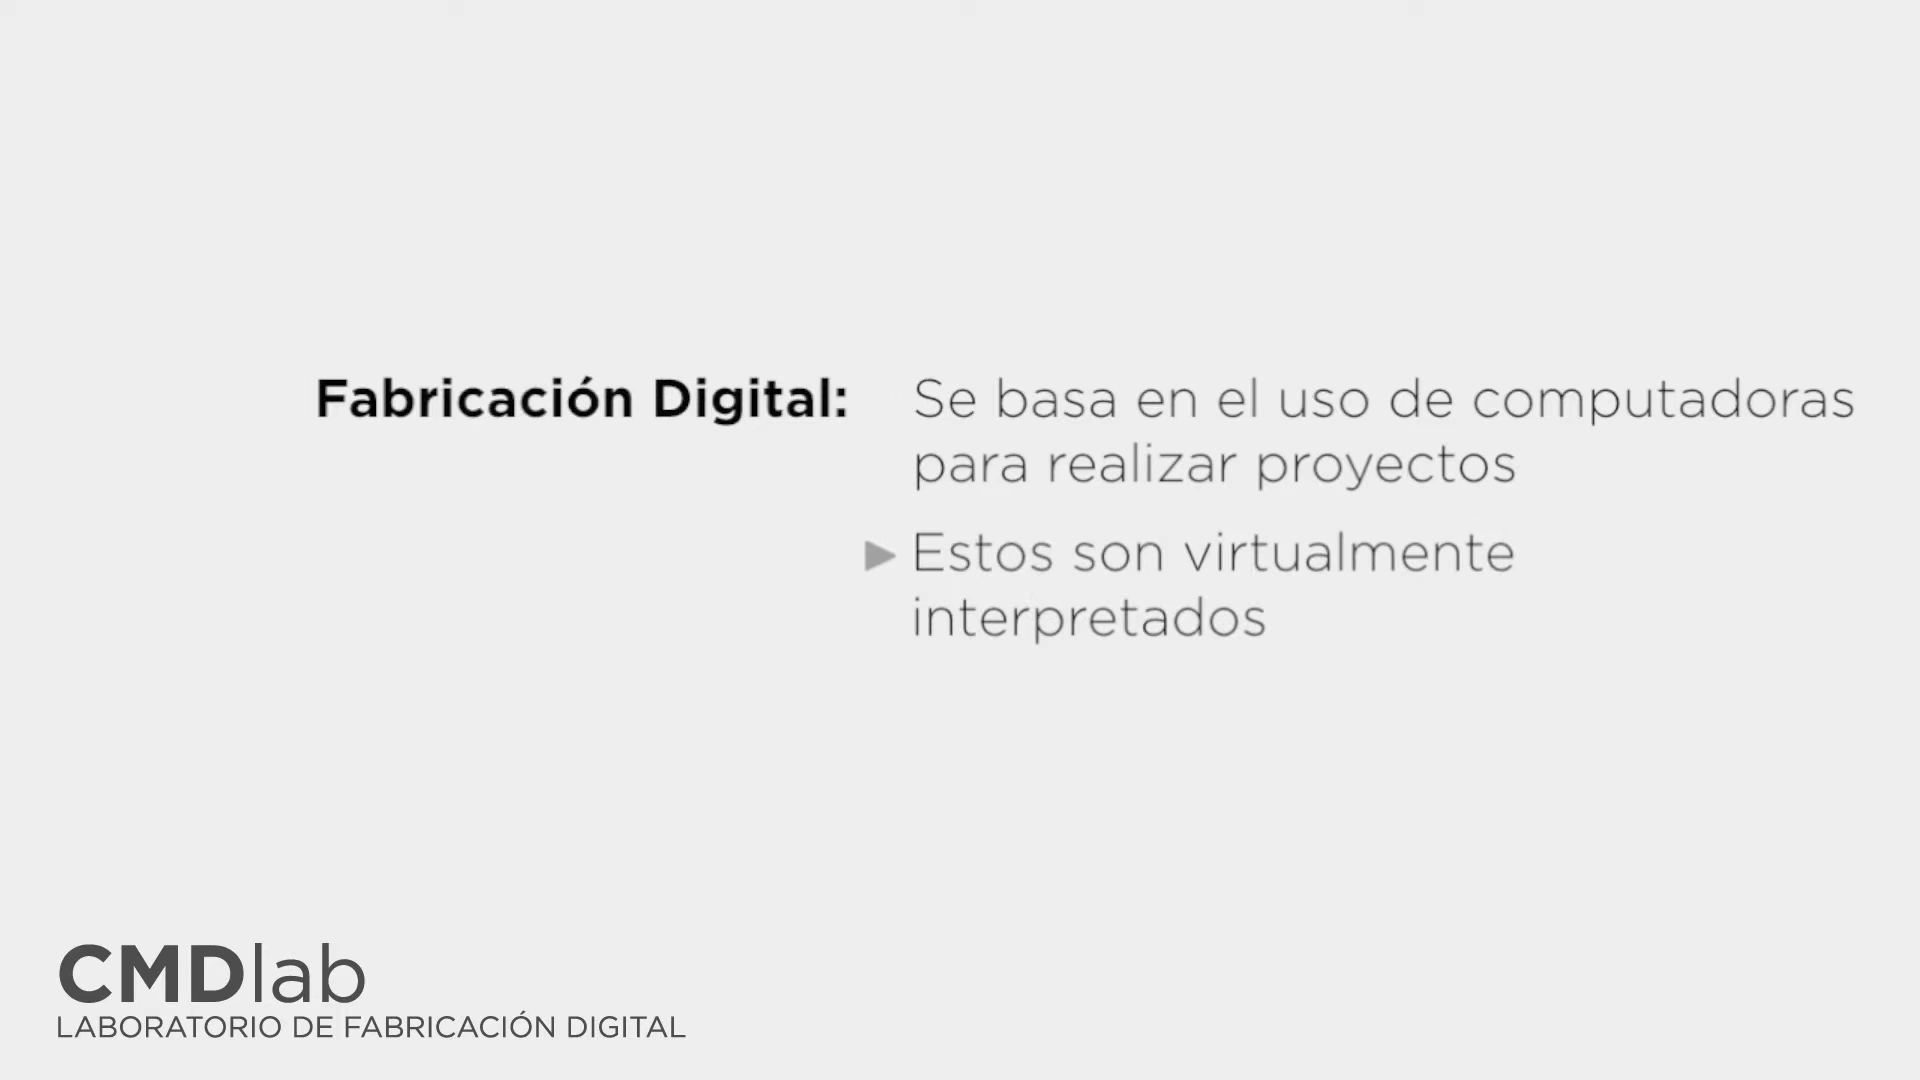 Fabricación Digital: Se basa en el uso de computadoras
para realizar proyectos
Estos son virtualmente
interpretados
CMDlab
LABORATORIO DE FABRICACIÓN DIGITAL